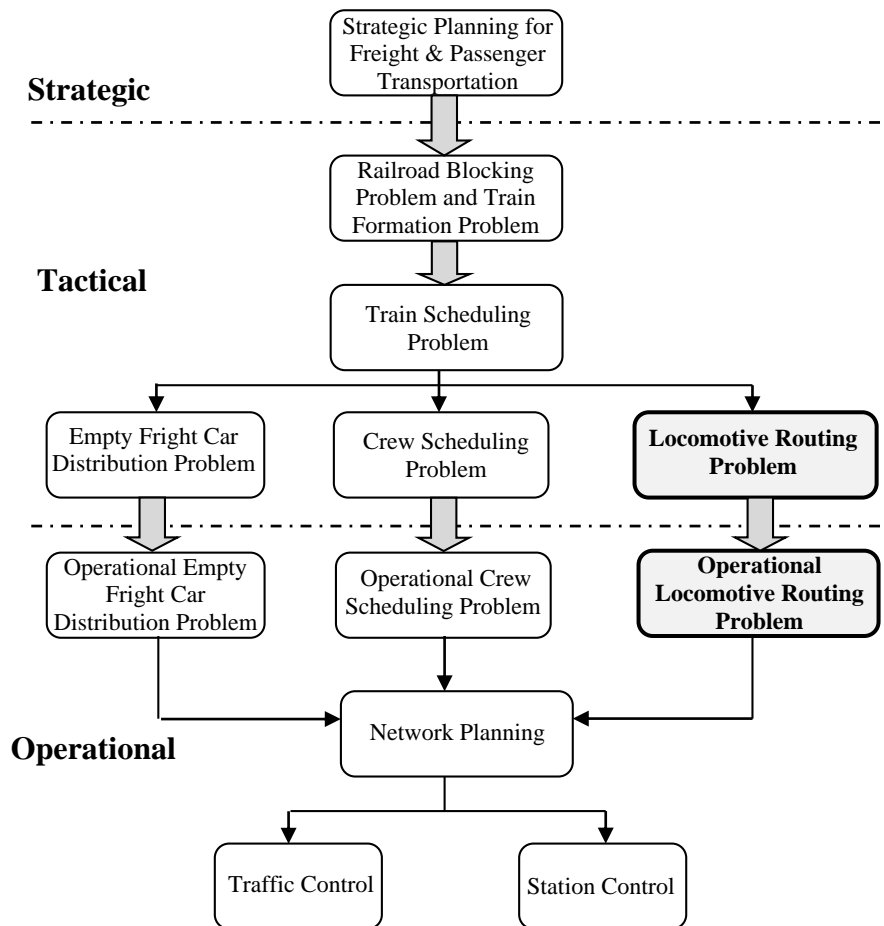 Strategic Planning for
Freight & Passenger
Transportation
Strategic
Railroad Blocking
Problem and Train
Formation Problem
Tactical
Train Scheduling
Problem
Empty Fright Car
Distribution Problem
Crew Scheduling
Problem
Locomotive Routing
Problem
Operational Empty
Fright Car
Distribution Problem
Operational Crew
Scheduling Problem
Operational
Locomotive Routing
Problem
Network Planning
Operational
Traffic Control
Station Control